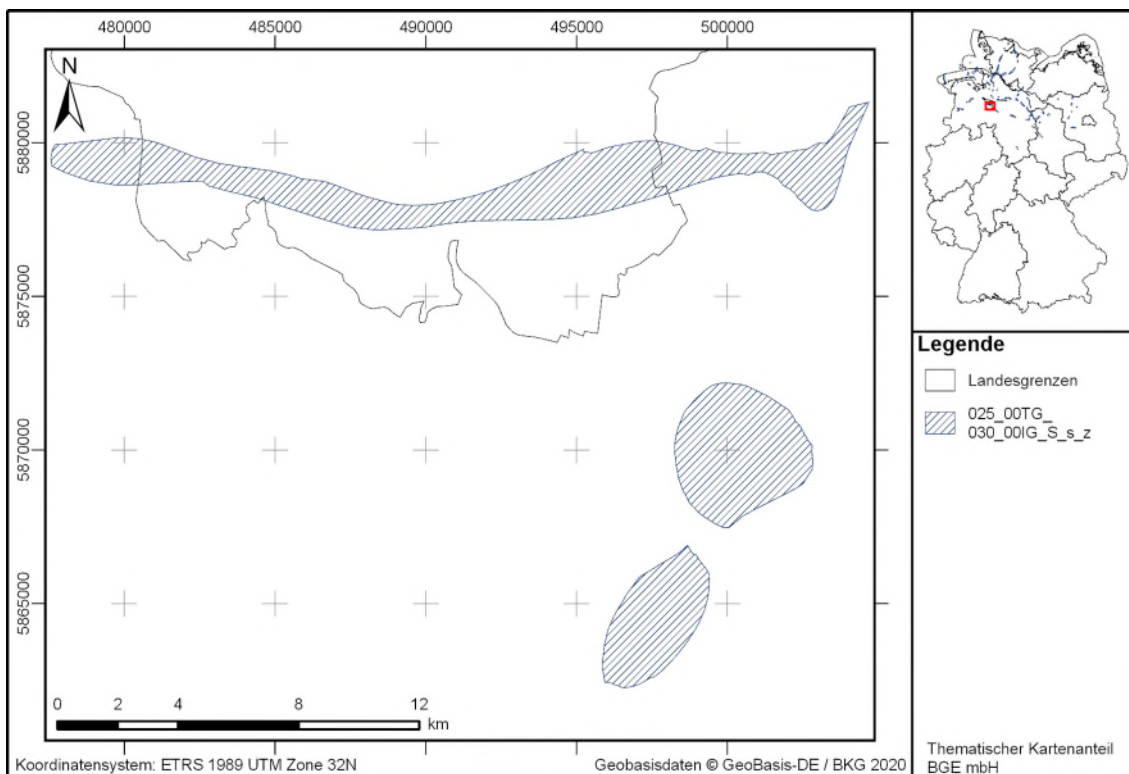 480000 485000 490000 495000 500000
N
5880000
5875000
5870000
5865000
0 2 4 8 12
km
Koordinatensystem: ETRS 1989 UTM Zone 32N
Geobasisdaten © GeoBasis-DE / BKG 2020
Legende
Landesgrenzen
025_00TG_
030_00IG_S_s_z
Thematischer Kartenanteil
BGE mbH